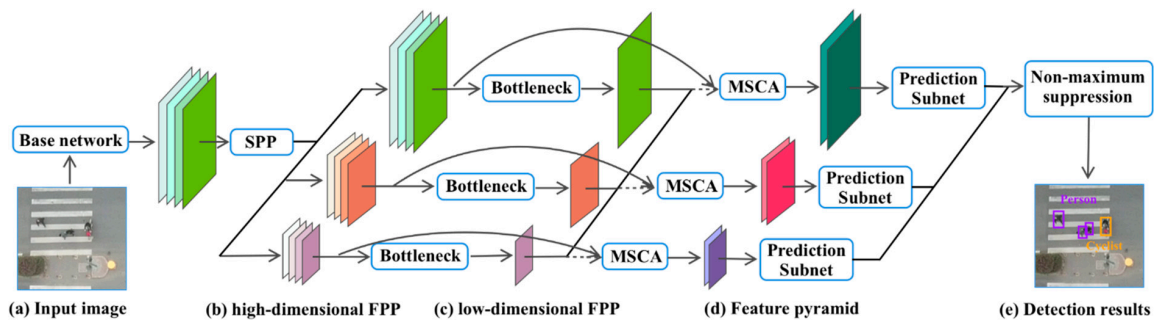 Base network
SPP
Bottleneck
MSCA
Prediction
Subnet
Non-maximum
suppression
Bottleneck
MSCA
Prediction
Subnet
Bottleneck
MSCA
Prediction
Subnet
Person
Cyclist
(a) Input image
(b) high-dimensional FPP
(c) low-dimensional FPP
(d) Feature pyramid
(e) Detection results